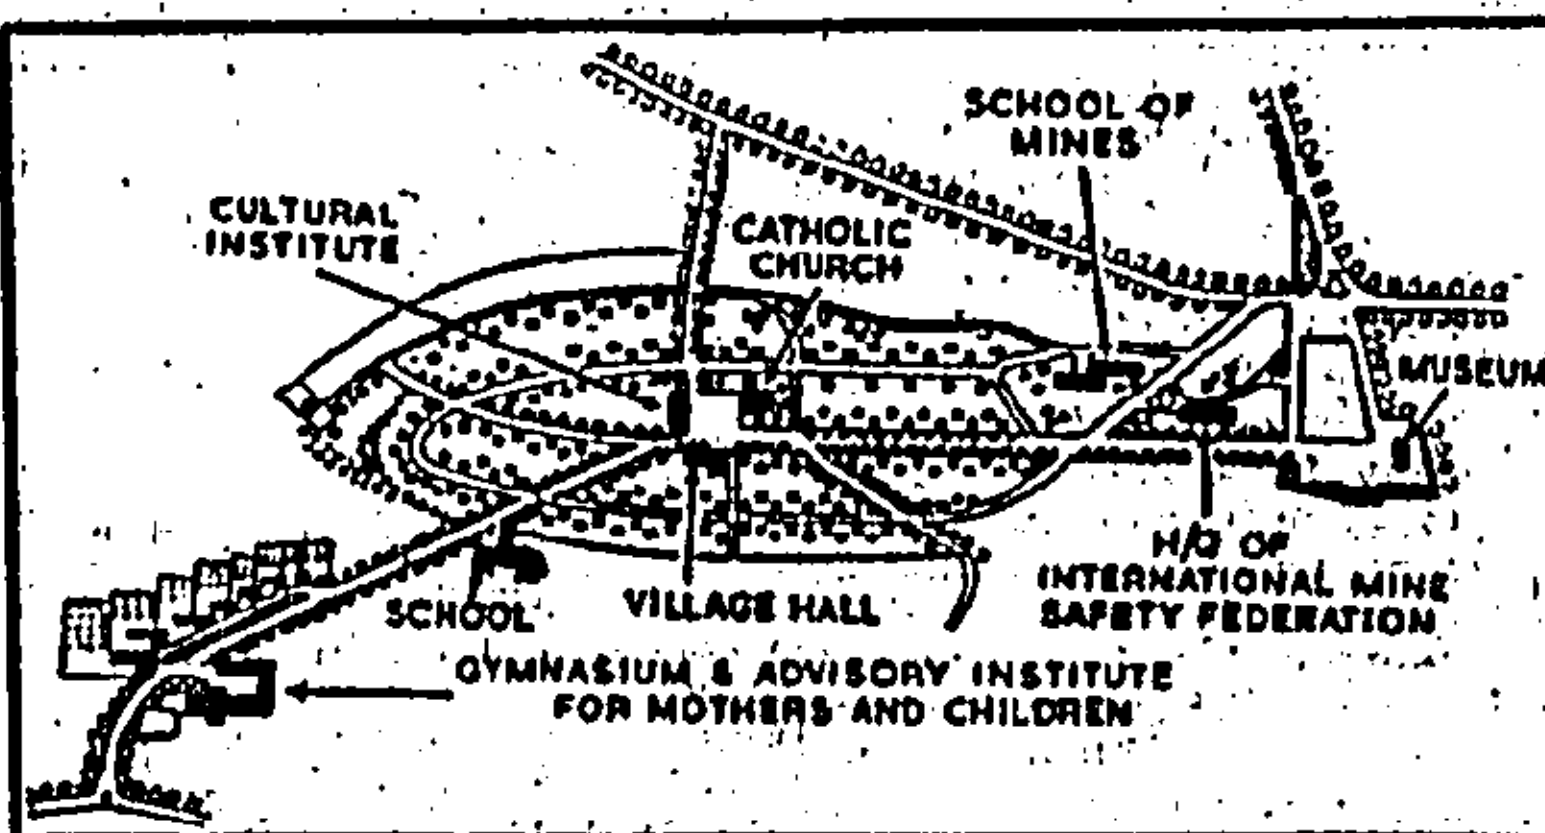 SCHOOL OF
MINES
CULTURAL
INSTITUTE
CATHOLIC
CHURCH
MUSEUM
H/Q OF
INTERNATIONAL MINE
SAFETY FEDERATION
SCHOOL
VILLAGE HALL
GYMNASIUM & ADVISORY INSTITUTE
FOR MOTHERS AND CHILDREN